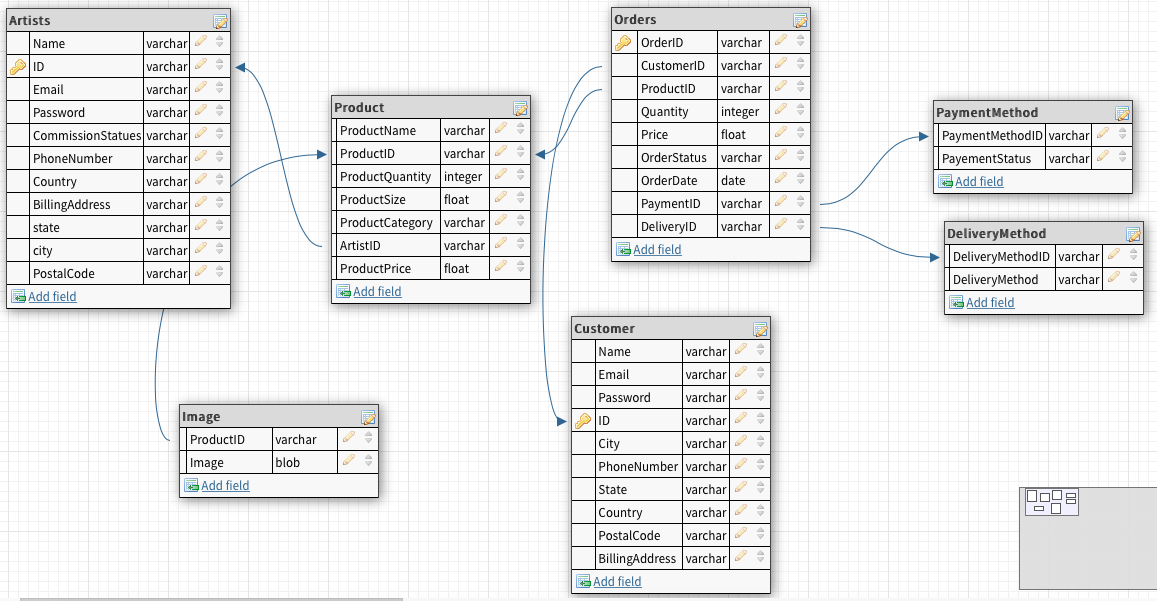 Artists
Name varchar
ID varchar
Email varchar
Password varchar
CommissionStatues varchar
PhoneNumber varchar
Country varchar
BillingAddress varchar
state varchar
city varchar
PostalCode varchar
Add field
Product
ProductName varchar
ProductID varchar
ProductQuantity integer
ProductSize float
ProductCategory varchar
ArtistID varchar
ProductPrice float
Add field
Orders
OrderID varchar
CustomerID varchar
ProductID varchar
Quantity integer
Price float
OrderStatus varchar
OrderDate date
PaymentID varchar
DeliveryID varchar
Add field
PaymentMethod
PaymentMethodID varchar
PayementStatus varchar
Add field
DeliveryMethod
DeliveryMethodID varchar
DeliveryMethod varchar
Add field
Customer
Name varchar
Email varchar
Password varchar
ID varchar
City varchar
PhoneNumber varchar
State varchar
Country varchar
PostalCode varchar
BillingAddress varchar
Add field
Image
ProductID varchar
Image blob
Add field